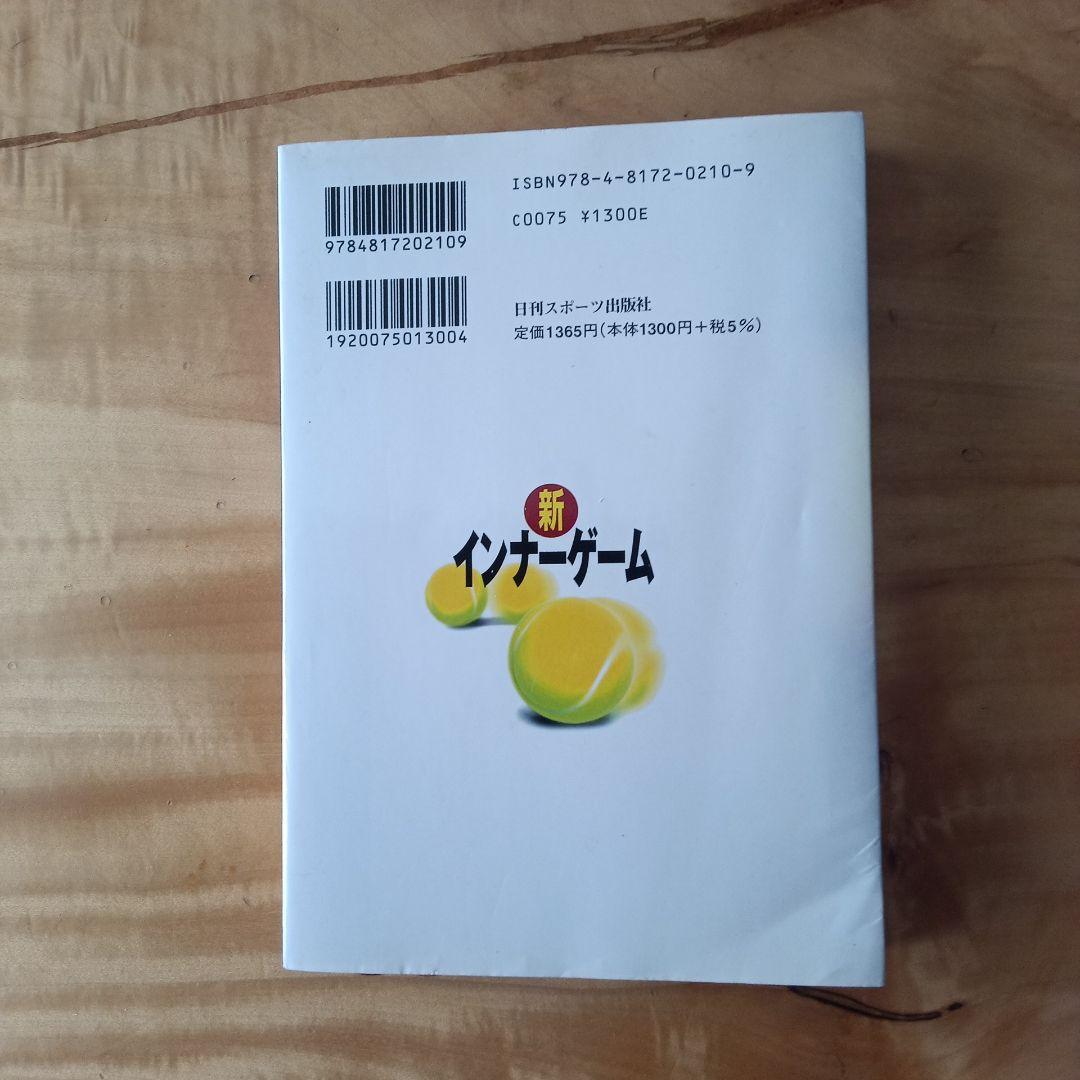 9784817202109
ISBN978-4-8172-0210-9
C0075 ¥1300E
1920075013004
日刊スポーツ出版社
定価1365円(本体1300円+税5%)
新
インナーゲーム